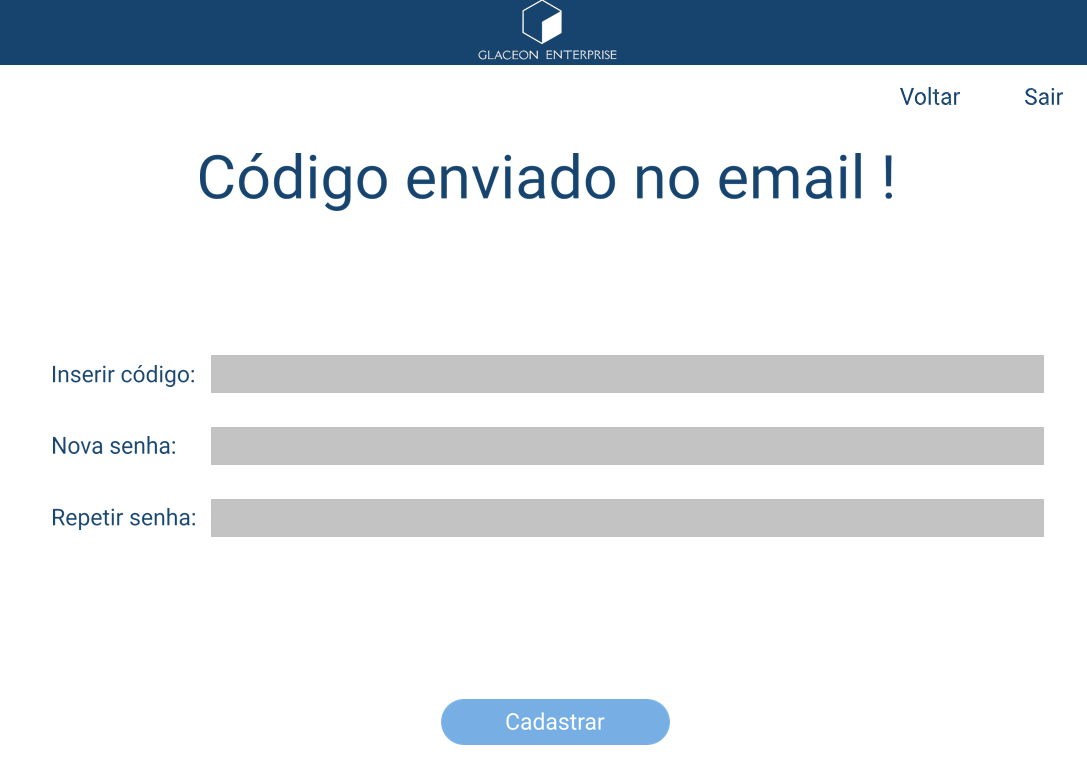 GLACEON ENTERPRISE
Voltar Sair
Código enviado no email !
Inserir código:
Nova senha:
Repetir senha:
Cadastrar